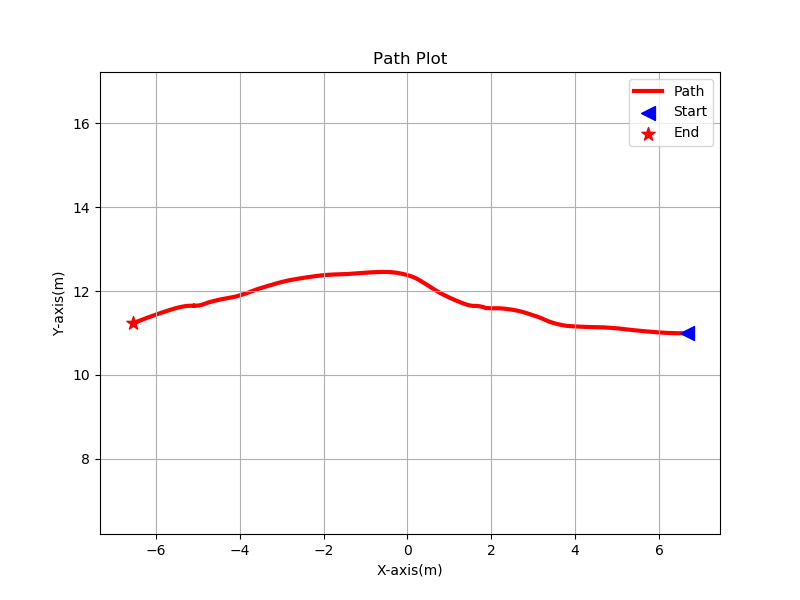 Path Plot
Path
Start
End
16
14
12
10
8
Y-axis(m)
−6
−4
−2
0
2
4
6
X-axis(m)